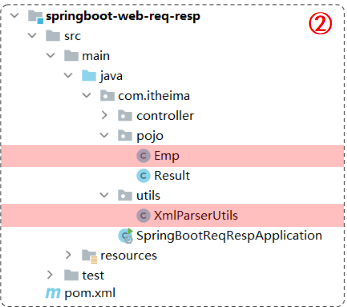 springboot-web-req-resp
②
src
main
java
com.itheima
controller
pojo
Emp
Result
utils
XmlParserUtils
SpringBootReqRespApplication
resources
test
pom.xml